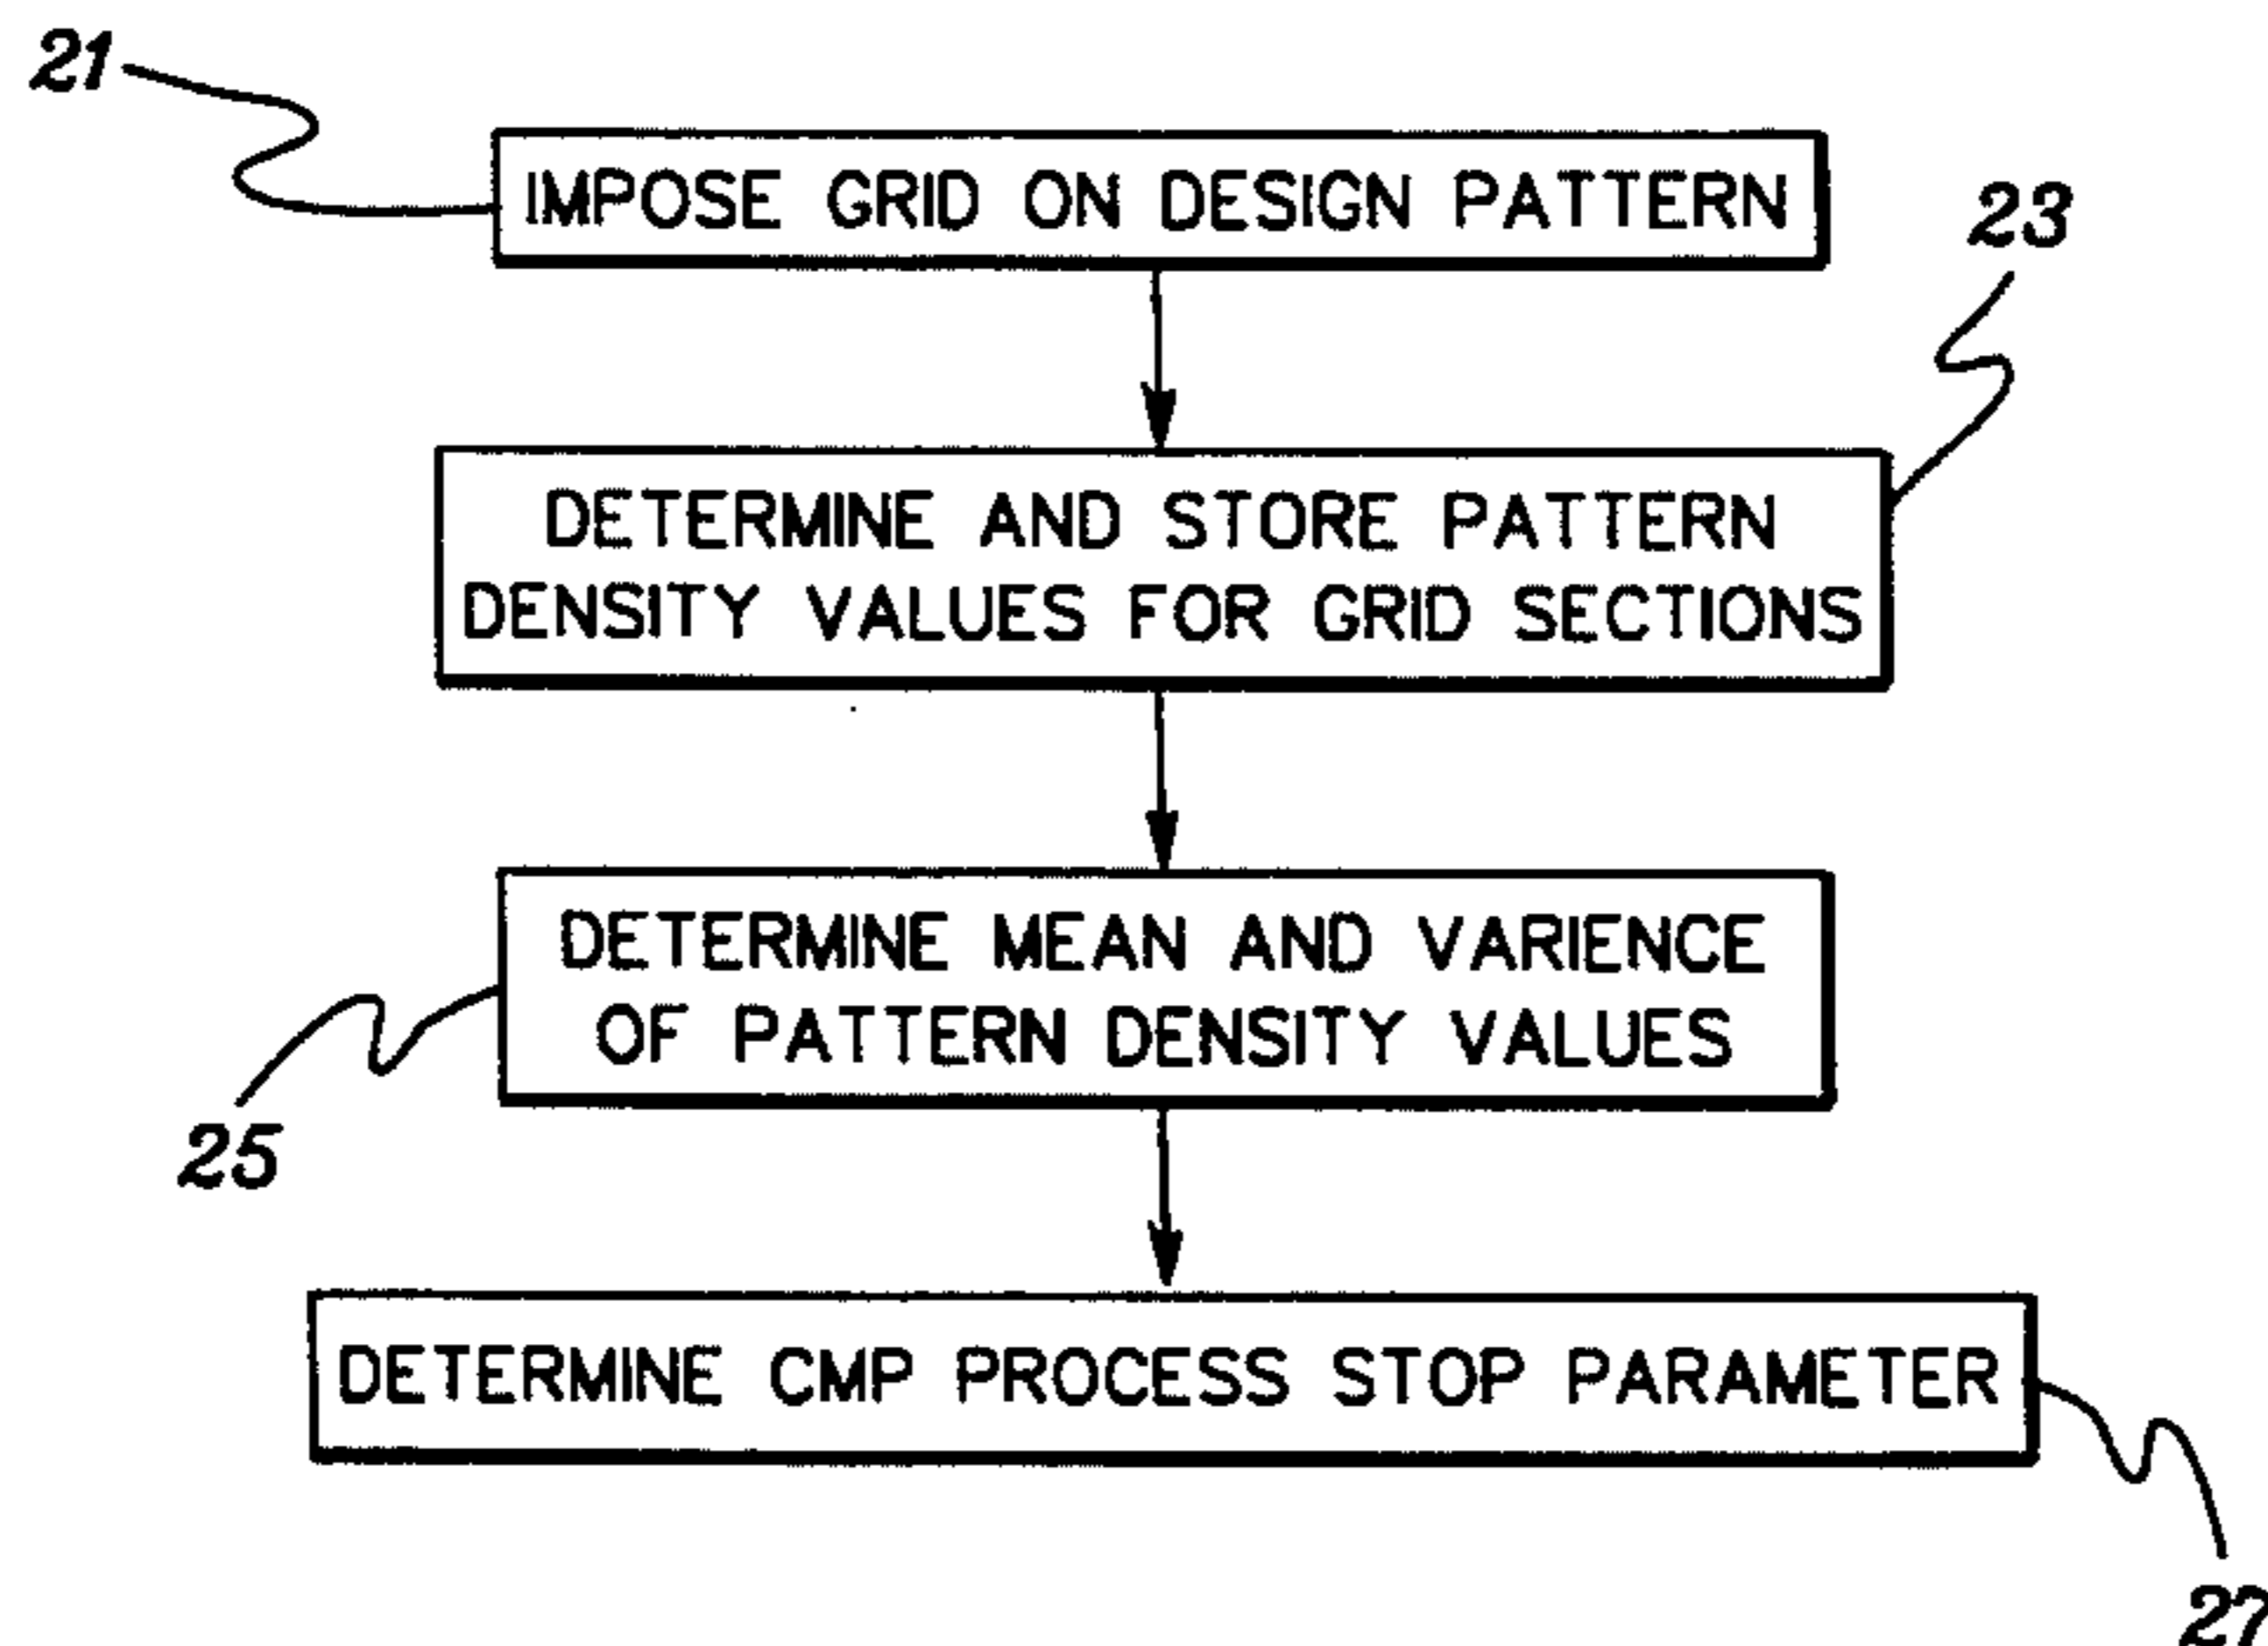 21
IMPOSE GRID ON DESIGN PATTERN
23
DETERMINE AND STORE PATTERN
DENSITY VALUES FOR GRID SECTIONS
DETERMINE MEAN AND VARIENCE
OF PATTERN DENSITY VALUES
25
DETERMINE CMP PROCESS STOP PARAMETER
27